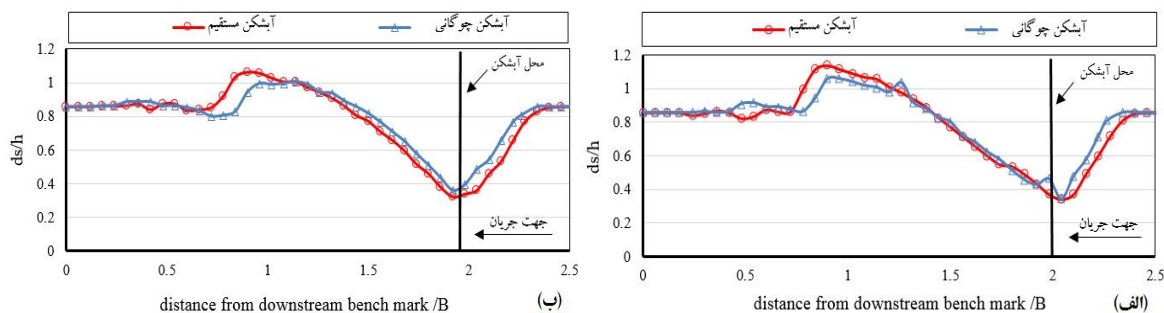 آبشکن مستقیم آبشکن چوگانی
1.2
1
0.8
0.6
0.4
0.2
0
ds/h
محل آبشکن
جهت جریان
0 0.5 1 1.5 2 2.5
distance from downstream bench mark /B
(ب)
آبشکن مستقیم آبشکن چوگانی
1.2
1.0
0.8
0.6
0.4
0.2
0
ds/h
محل آبشکن
جهت جریان
0 0.5 1 1.5 2 2.5
distance from downstream bench mark /B
(الف)